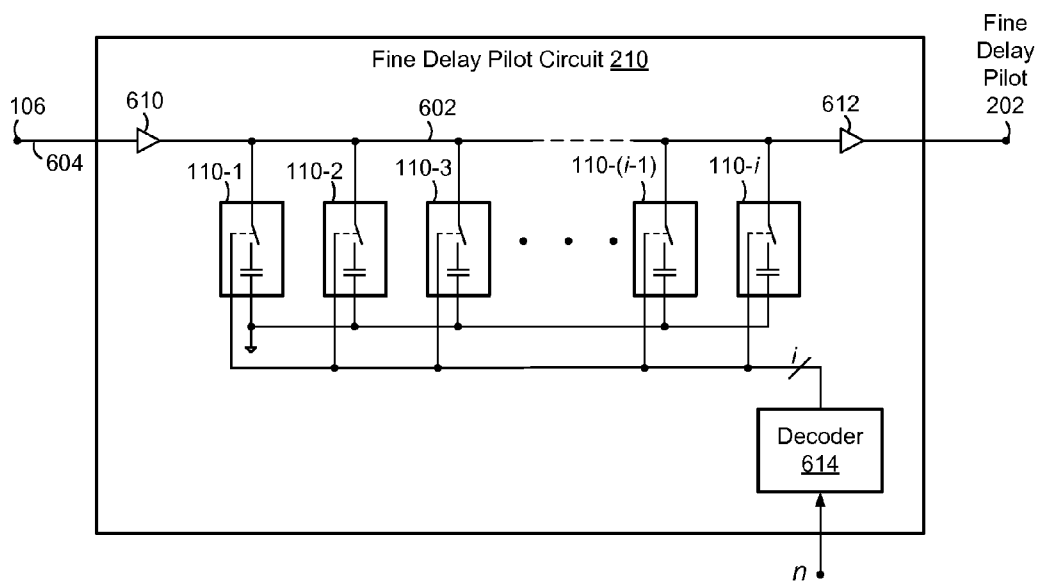 Fine
Delay
Pilot
202
Fine Delay Pilot Circuit 210
106
604
610
602
612
110-1
110-2
110-3
110-(i-1)
110-i
i
Decoder
614
n